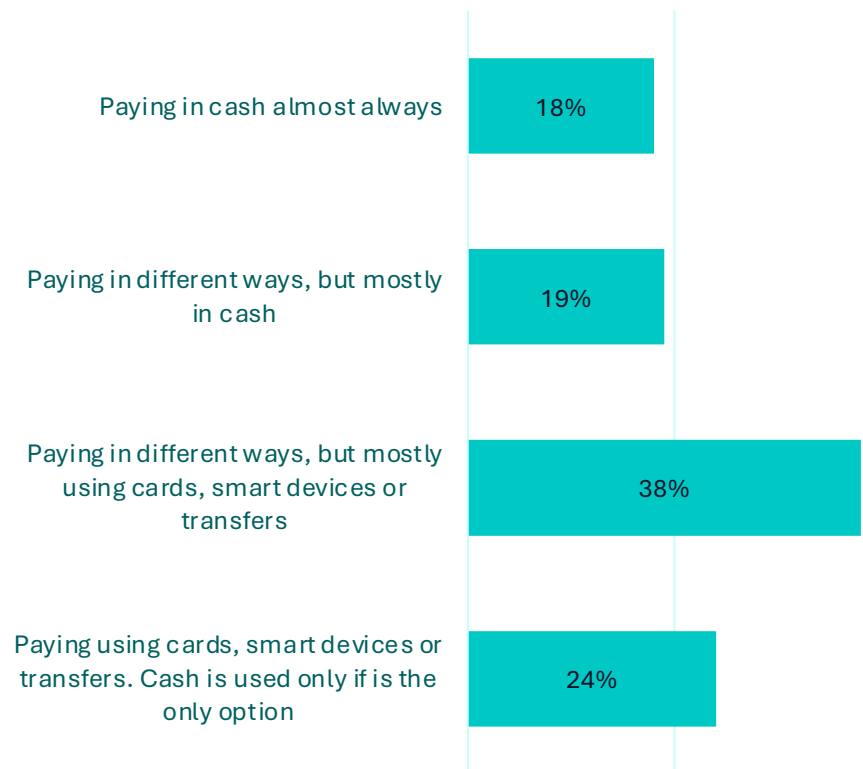 Paying in cash almost always
18%
Paying in different ways, but mostly
in cash
19%
Paying in different ways, but mostly
using cards, smart devices or
transfers
38%
Paying using cards, smart devices or
transfers. Cash is used only if is the
only option
24%